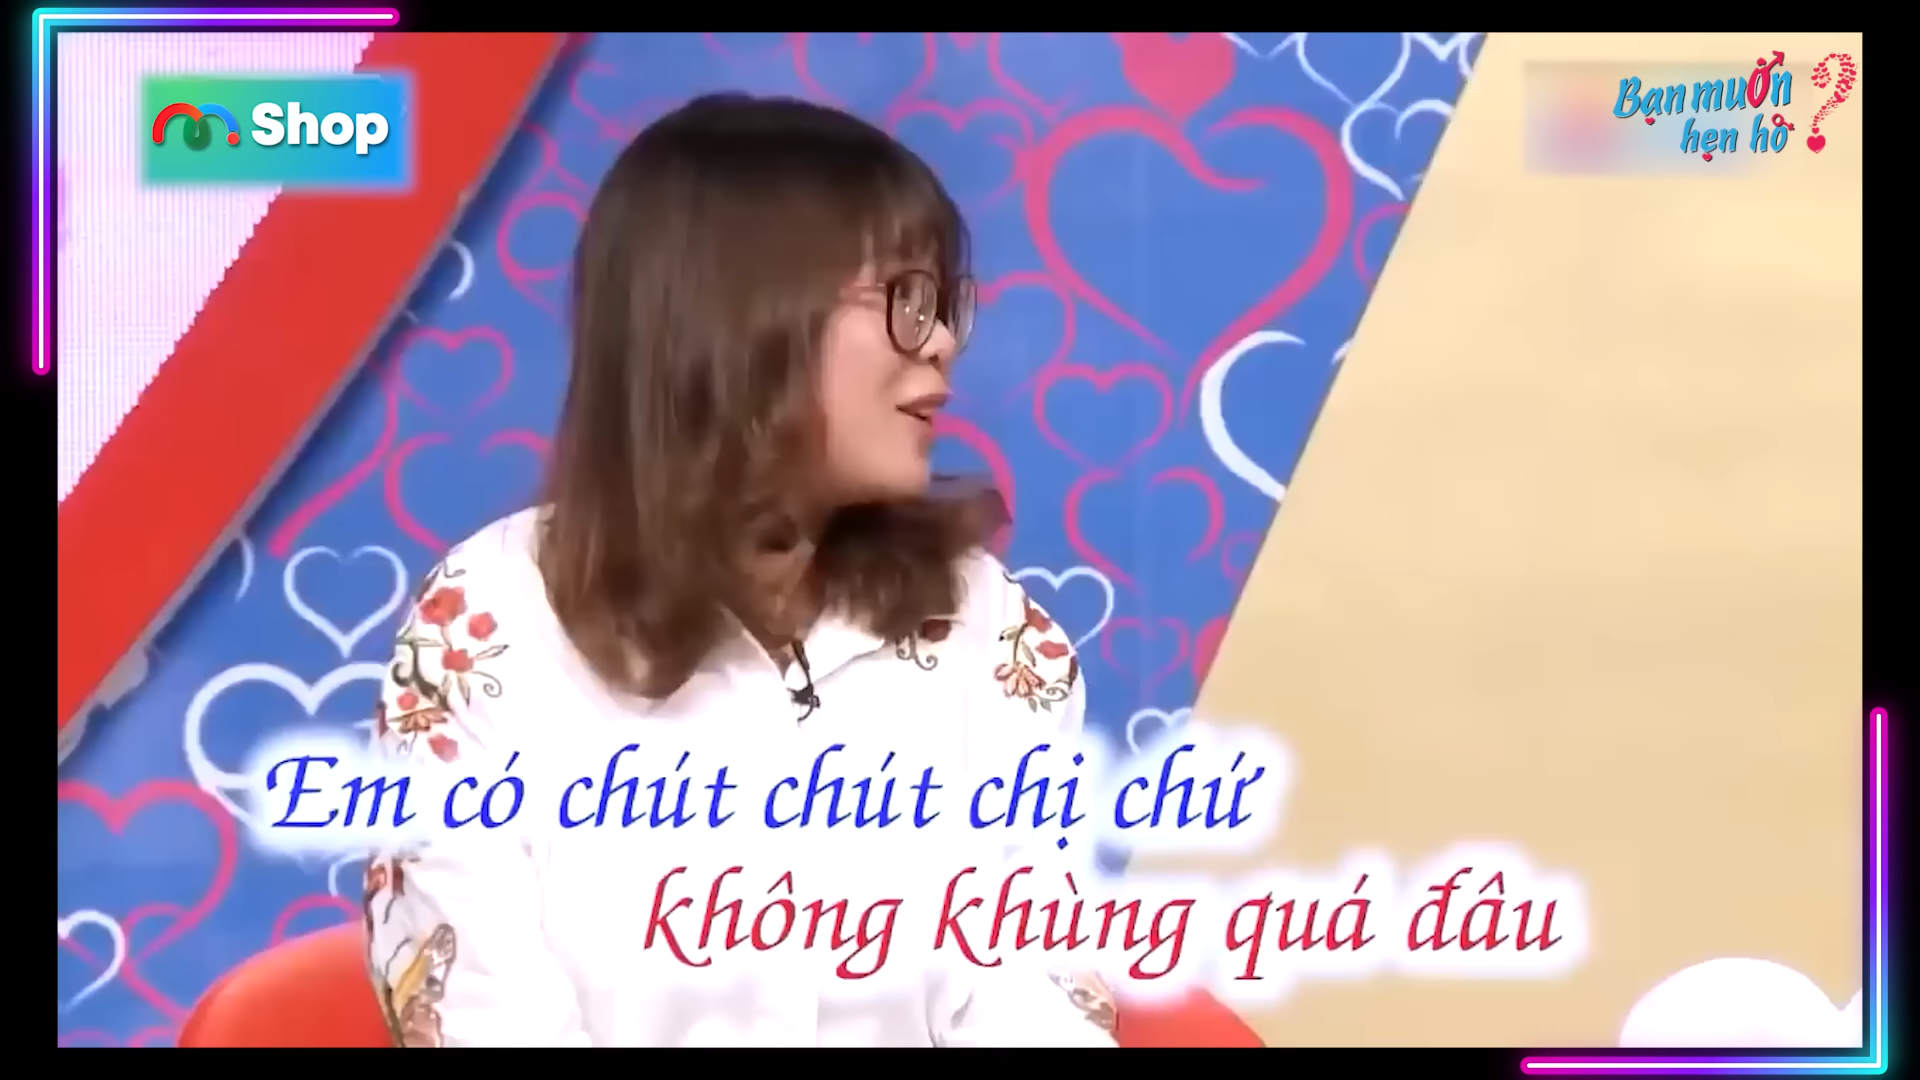 Shop
Bạn muốn
hẹn hò ?
Em có chút chút chị chứ
không khùng quá đâu